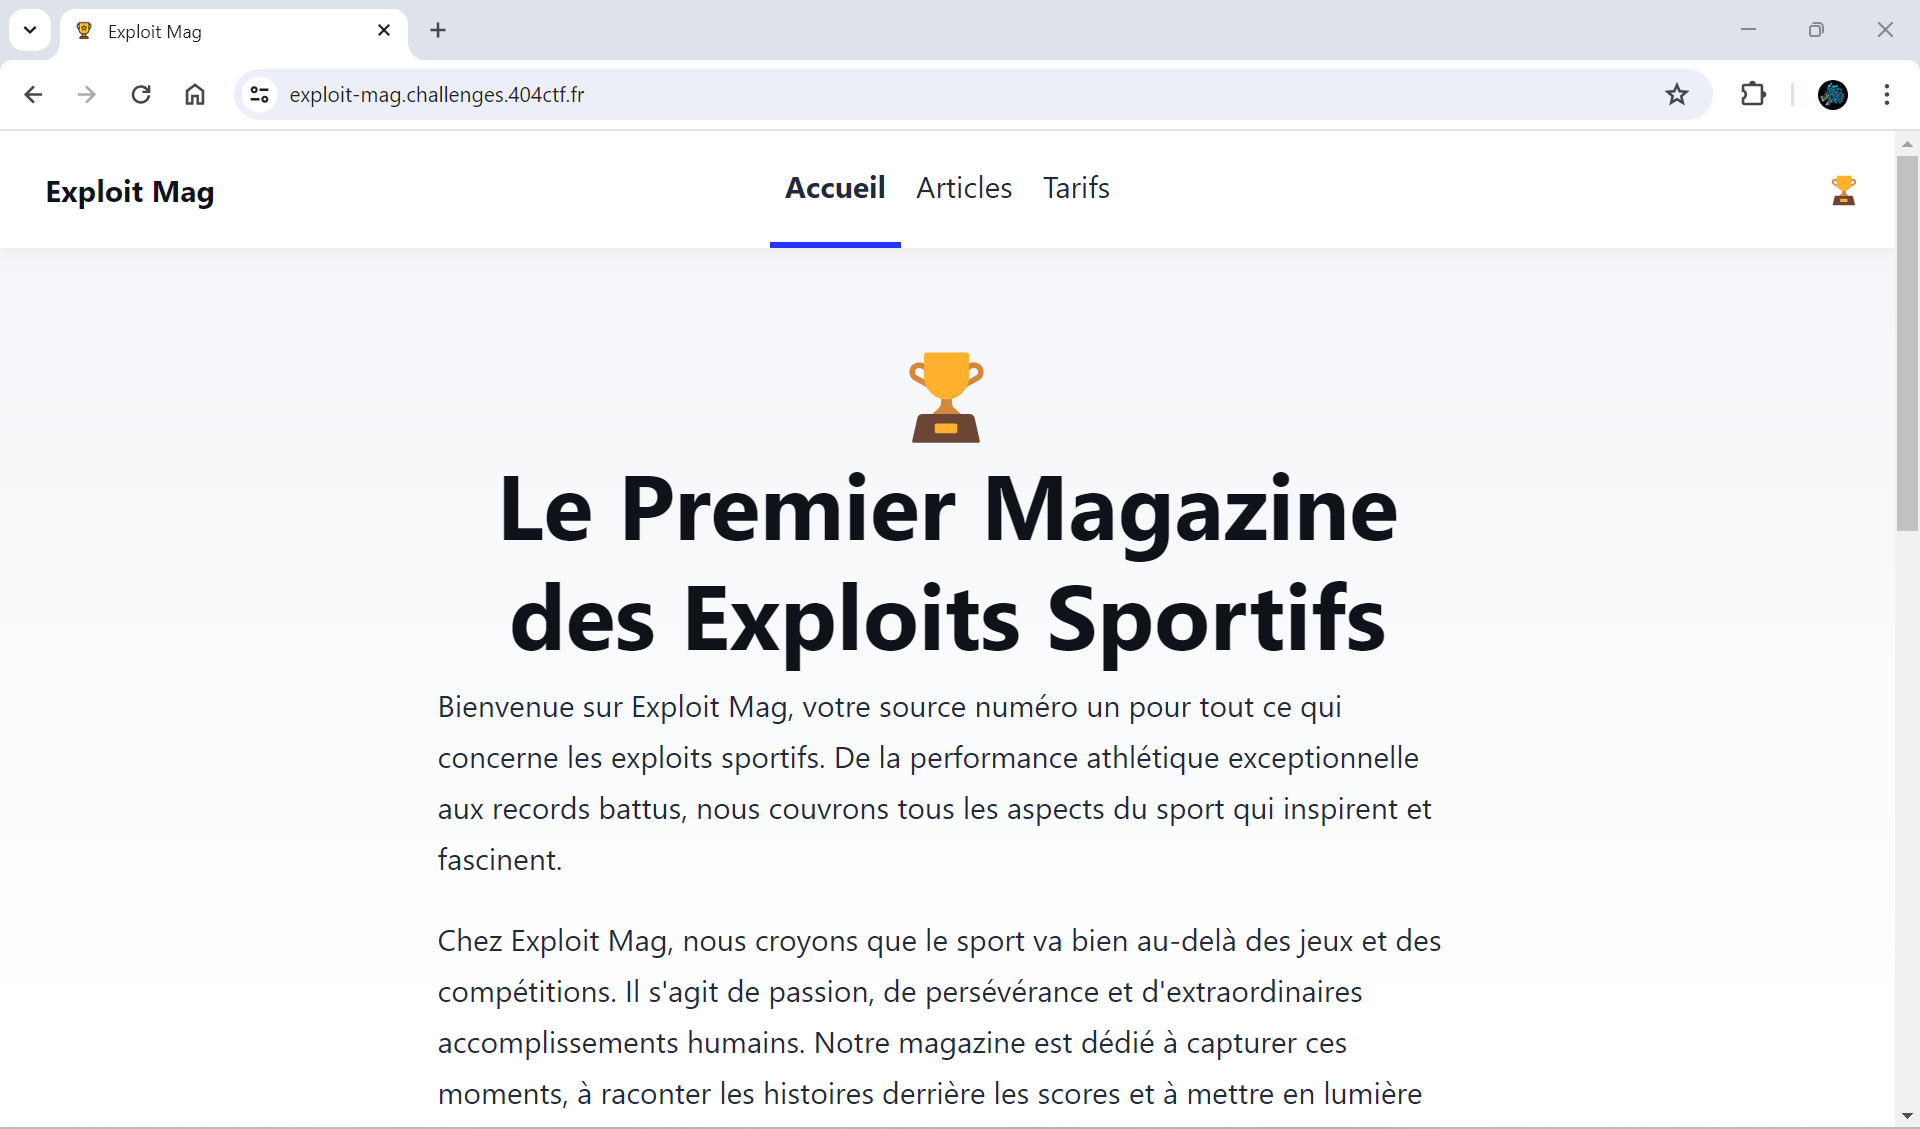 Exploit Mag
exploit-mag.challenges.404ctf.fr
Exploit Mag
Accueil
Articles
Tarifs
Le Premier Magazine
des Exploits Sportifs
Bienvenue sur Exploit Mag, votre source numéro un pour tout ce qui
concerne les exploits sportifs. De la performance athlétique exceptionnelle
aux records battus, nous couvrons tous les aspects du sport qui inspirent et
fascinent.
Chez Exploit Mag, nous croyons que le sport va bien au-delà des jeux et des
compétitions. Il s'agit de passion, de persévérance et d'extraordinaires
accomplissements humains. Notre magazine est dédié à capturer ces
moments, à raconter les histoires derrière les scores et à mettre en lumière